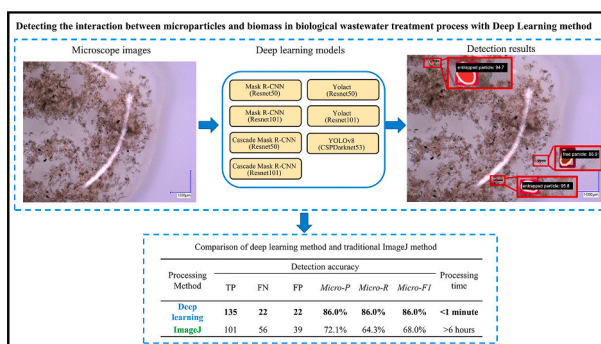 Detecting the interaction between microparticles and biomass in biological wastewater treatment process with Deep Learning method
Microscope images
Deep learning models
Detection results
Mask R-CNN
(Resnet50)
Yolact
(Resnet50)
Mask R-CNN
(Resnet101)
Yolact
(Resnet101)
Cascade Mask R-CNN
(Resnet50)
YOLOv8
(CSPDarknet53)
Cascade Mask R-CNN
(Resnet101)
entrapped particle: 94.7
entrapped particle: 95.8
Comparison of deep learning method and traditional ImageJ method
Processing Method
Detection accuracy
Processing time
TP FN FP Micro-P Micro-R Micro-F1
Deep learning 135 22 22 86.0% 86.0% 86.0% <1 minute
ImageJ 101 56 39 72.1% 64.3% 68.0% >6 hours